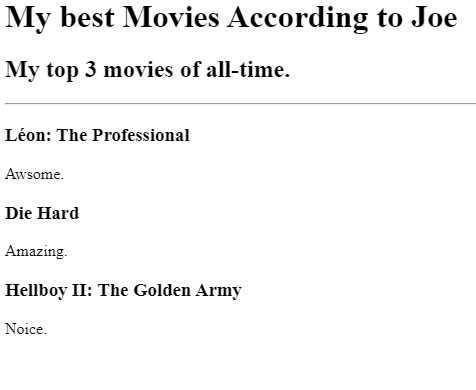 My best Movies According to Joe
My top 3 movies of all-time.
Léon: The Professional
Awsome.
Die Hard
Amazing.
Hellboy II: The Golden Army
Noice.